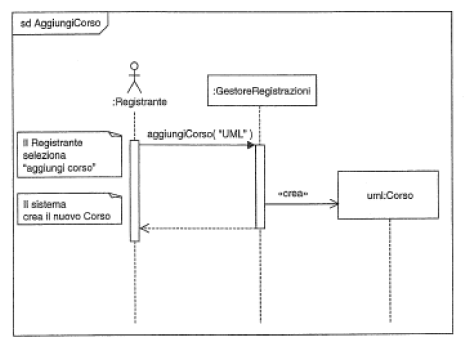 sd AggiungiCorso
:Registrante
:GestoreRegistrazioni
aggiungiCorso( "UML" )
Il Registrante
seleziona
"aggiungi corso"
«crea»
uml:Corso
Il sistema
crea il nuovo Corso